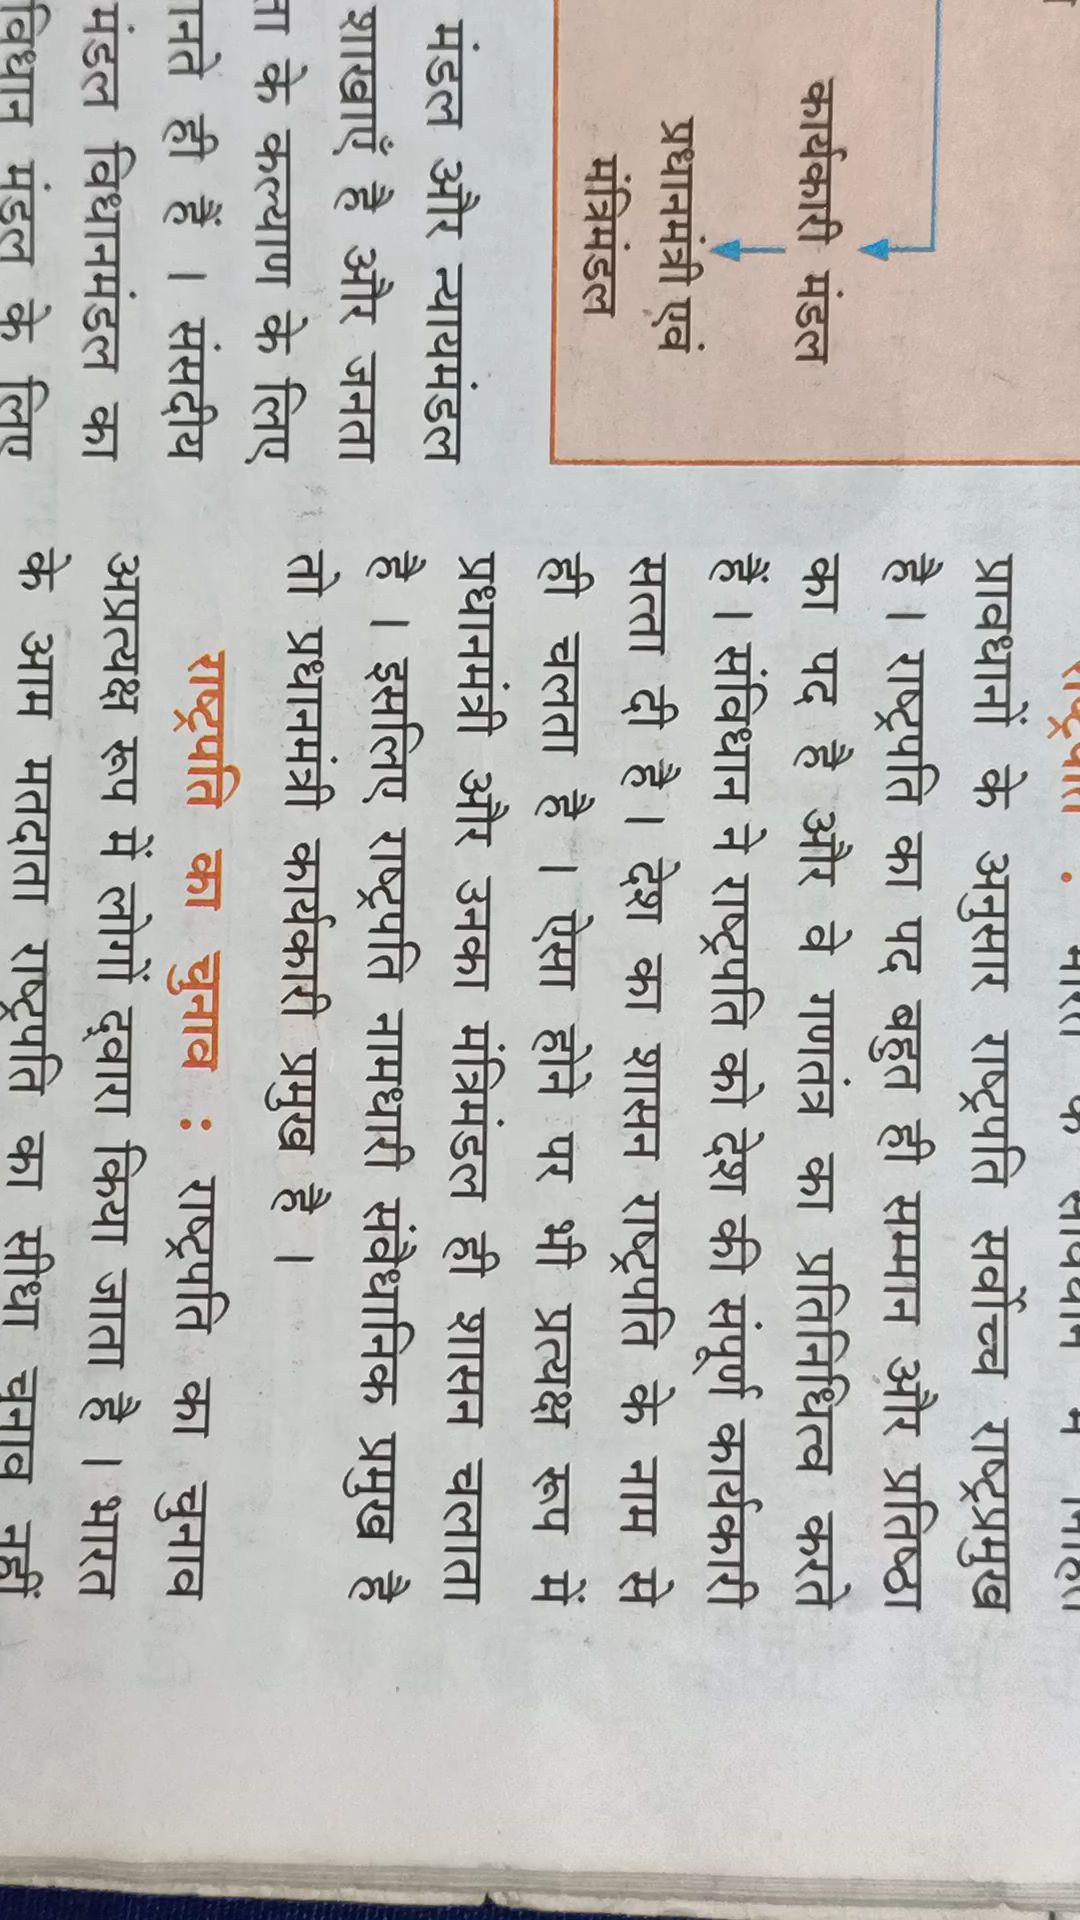 कार्यकारी मंडल
प्रधानमंत्री एवं
मंत्रिमंडल
मंडल और न्यायमंडल
शाखाएँ है और जनता
के कल्याण के लिए
ही हैं । संसदीय
मंडल विधानमंडल का
विधान मंडल के लिए
राष्ट्रपति : भारत के संविधान में निहित
प्रावधानों के अनुसार राष्ट्रपति सर्वोच्च राष्ट्रप्रमुख
है । राष्ट्रपति का पद बहुत ही सम्मान और प्रतिष्ठा
का पद है और वे गणतंत्र का प्रतिनिधित्व करते
हैं । संविधान ने राष्ट्रपति को देश की संपूर्ण कार्यकारी
सत्ता दी है । देश का शासन राष्ट्रपति के नाम से
ही चलता है । ऐसा होने पर भी प्रत्यक्ष रूप में
प्रधानमंत्री और उनका मंत्रिमंडल ही शासन चलाता
है । इसलिए राष्ट्रपति नामधारी संवैधानिक प्रमुख है
तो प्रधानमंत्री कार्यकारी प्रमुख है ।
राष्ट्रपति का चुनाव : राष्ट्रपति का चुनाव
अप्रत्यक्ष रूप में लोगों द्वारा किया जाता है । भारत
के आम मतदाता राष्ट्रपति का सीधा चुनाव नहीं